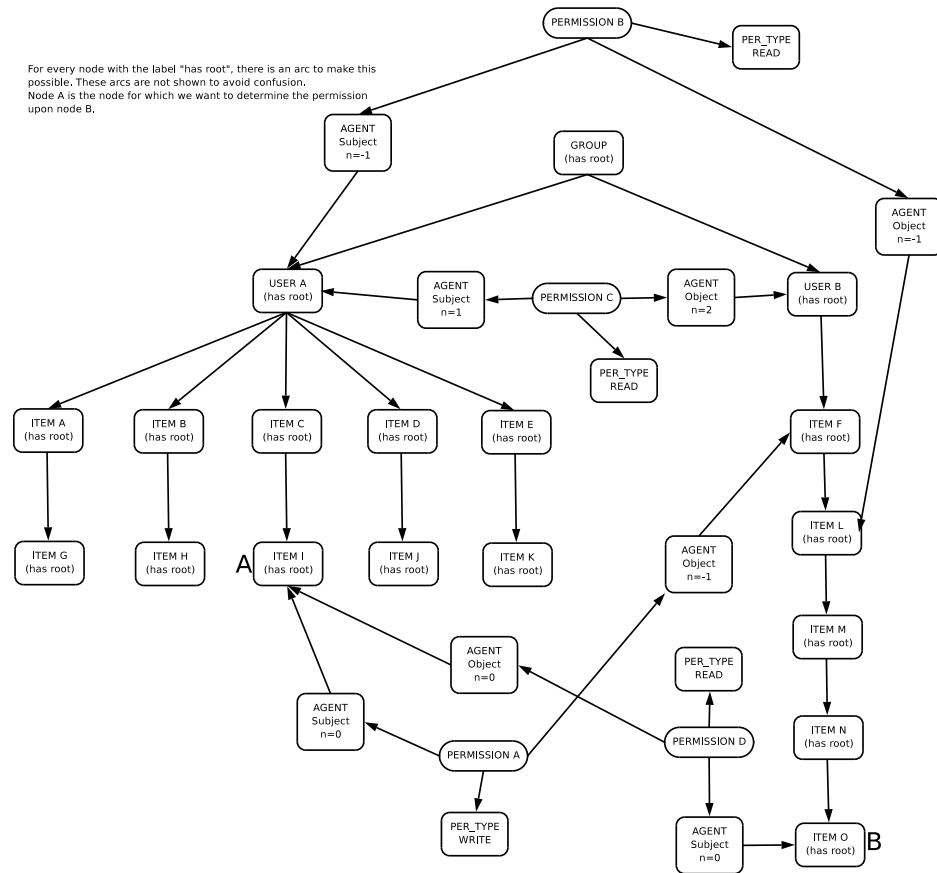 PERMISSION B
PER_TYPE
READ
For every node with the label "has root", there is an arc to make this
possible. These arcs are not shown to avoid confusion.
Node A is the node for which we want to determine the permission
upon node B.
AGENT
Subject
n=-1
GROUP
(has root)
AGENT
Object
n=-1
USER A
(has root)
AGENT
Subject
n=1
PERMISSION C
AGENT
Object
n=2
USER B
(has root)
PER_TYPE
READ
ITEM A
(has root)
ITEM B
(has root)
ITEM C
(has root)
ITEM D
(has root)
ITEM E
(has root)
ITEM F
(has root)
ITEM L
(has root)
ITEM G
(has root)
ITEM H
(has root)
A
ITEM I
(has root)
ITEM J
(has root)
ITEM K
(has root)
AGENT
Object
n=-1
ITEM M
(has root)
AGENT
Object
n=0
PER_TYPE
READ
AGENT
Subject
n=0
PERMISSION A
PERMISSION D
ITEM N
(has root)
PER_TYPE
WRITE
AGENT
Subject
n=0
ITEM O
(has root)
B